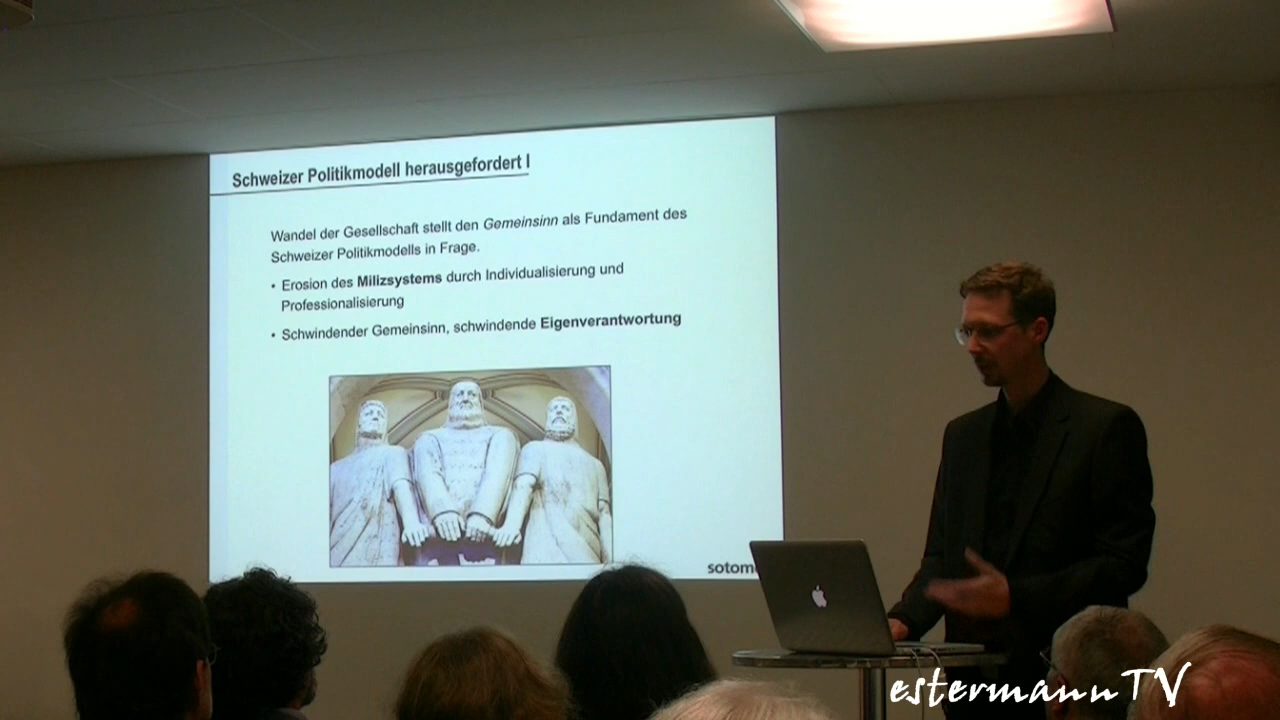 Schweizer Politikmodell herausgefordert I
Wandel der Gesellschaft stellt den Gemeinsinn als Fundament des
Schweizer Politikmodells in Frage.
• Erosion des Milizsystems durch Individualisierung und
Professionalisierung
• Schwindender Gemeinsinn, schwindende Eigenverantwortung
estermannTV